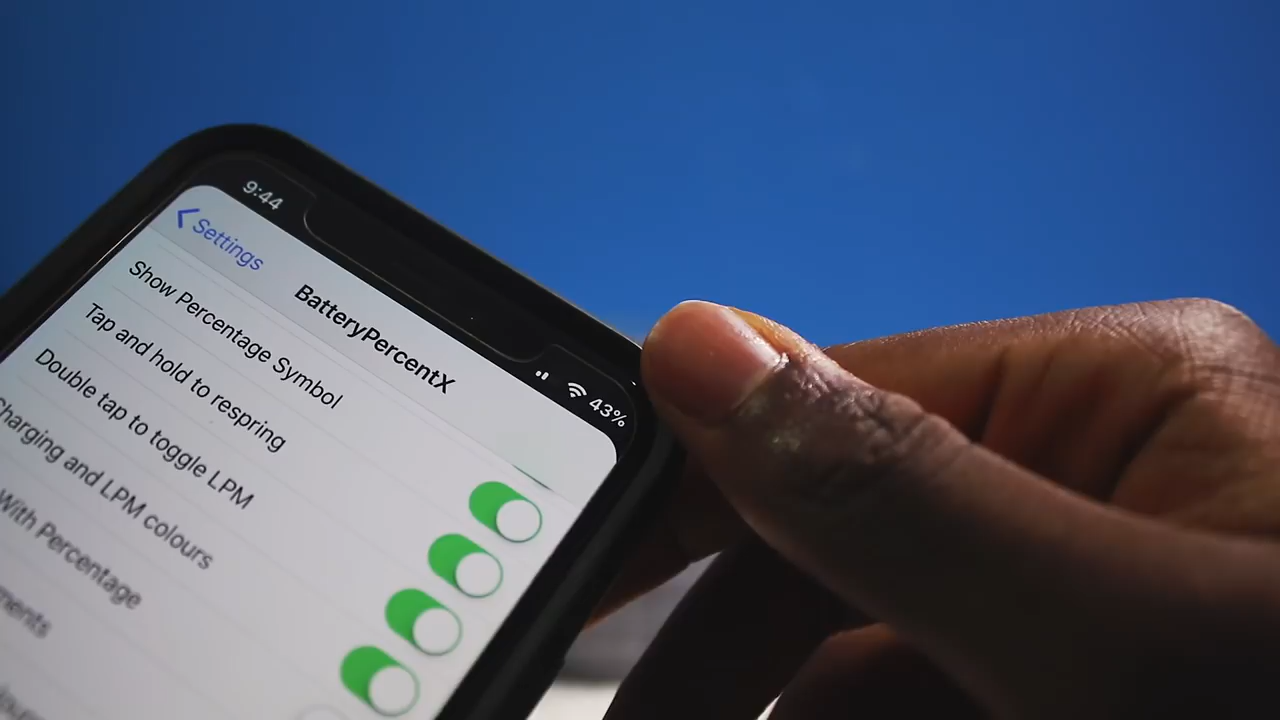 9:44
43%
Settings
BatteryPercentX
Show Percentage Symbol
Tap and hold to respring
Double tap to toggle LPM
Charging and LPM colours
With Percentage